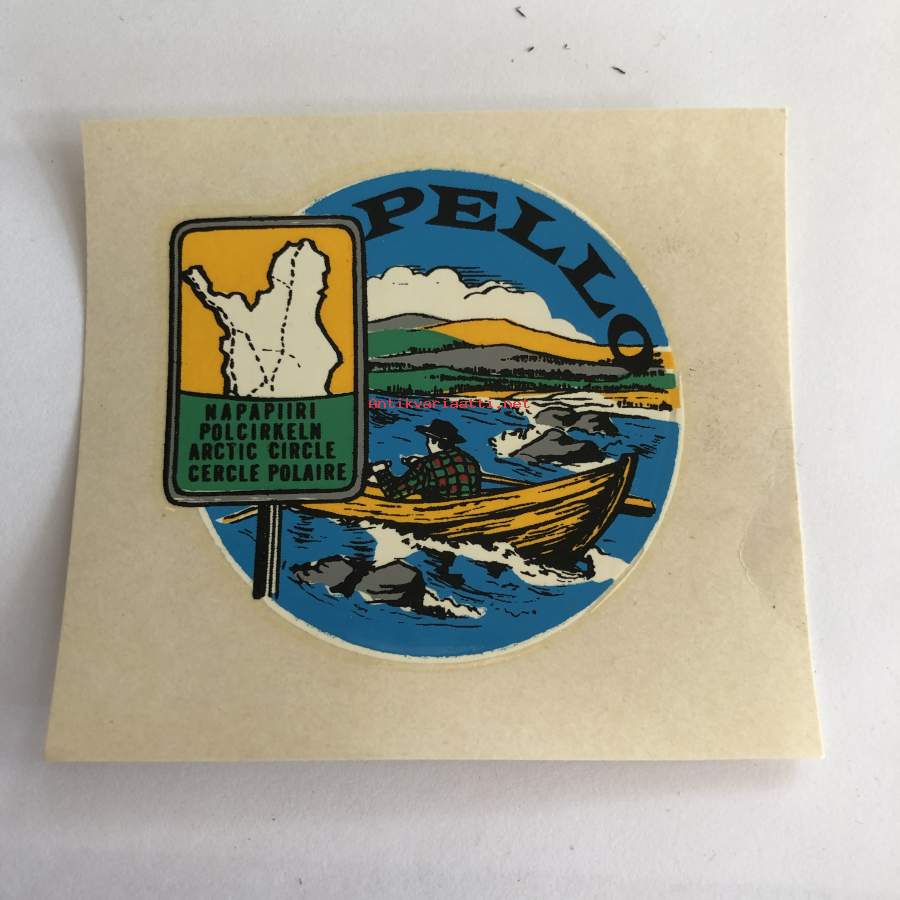 PELLO
NAPAPIIRI
POLCIRKELN
ARCTIC CIRCLE
CERCLE POLAIRE
antikvariaatti.net